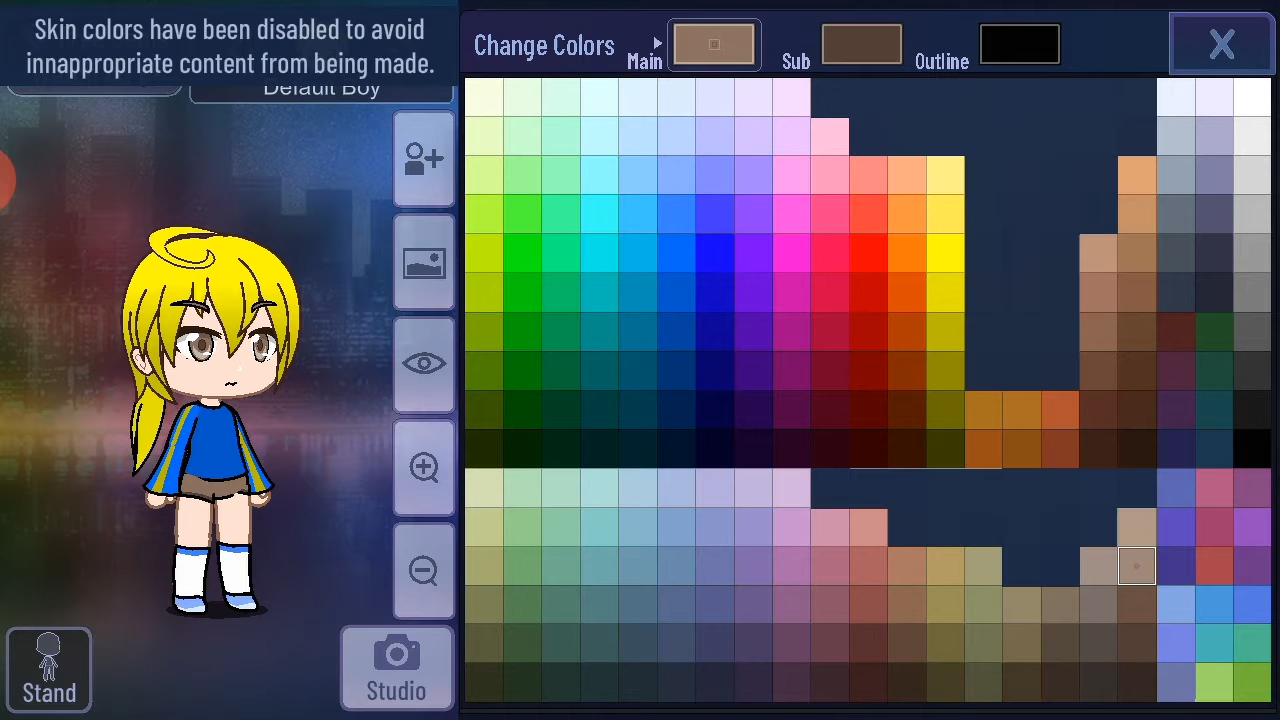 Skin colors have been disabled to avoid
innappropriate content from being made.
Default Boy
Change Colors
Main
Sub
Outline
X
Stand
Studio